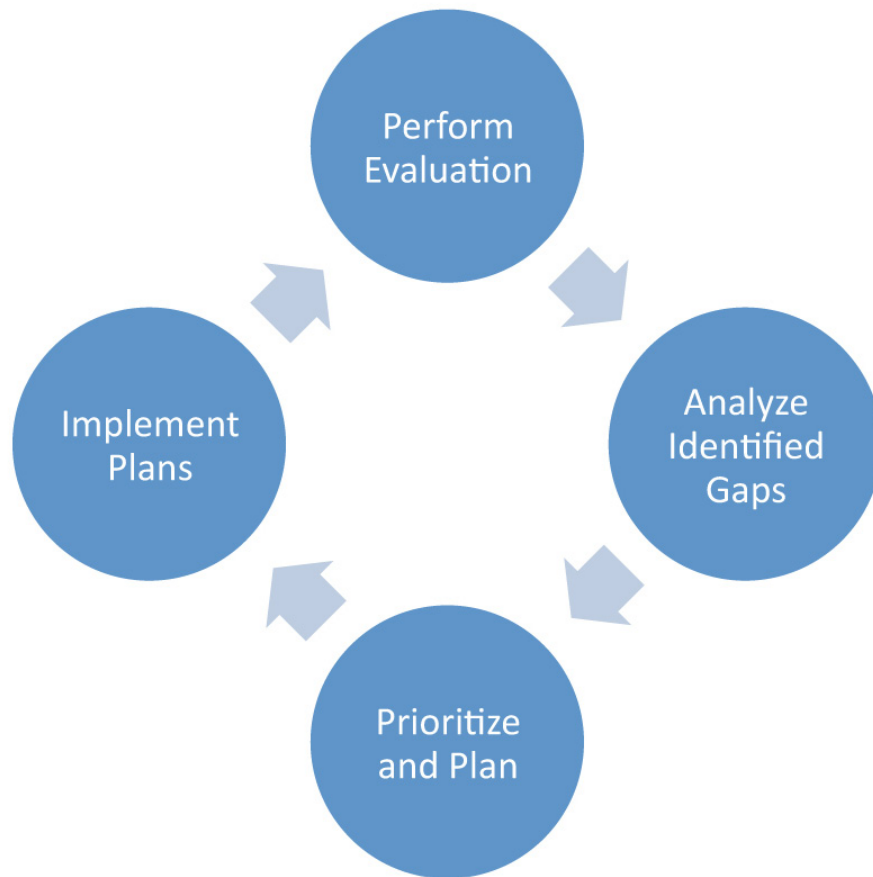 Perform
Evaluation
Analyze
Identified
Gaps
Prioritize
and Plan
Implement
Plans